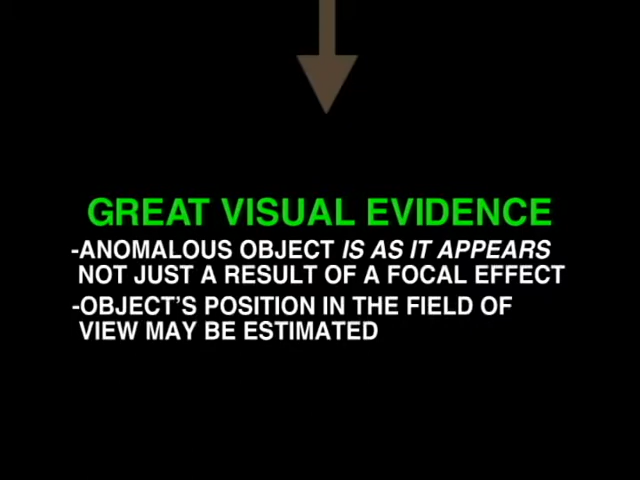 GREAT VISUAL EVIDENCE
-ANOMALOUS OBJECT IS AS IT APPEARS
NOT JUST A RESULT OF A FOCAL EFFECT
-OBJECT'S POSITION IN THE FIELD OF
VIEW MAY BE ESTIMATED